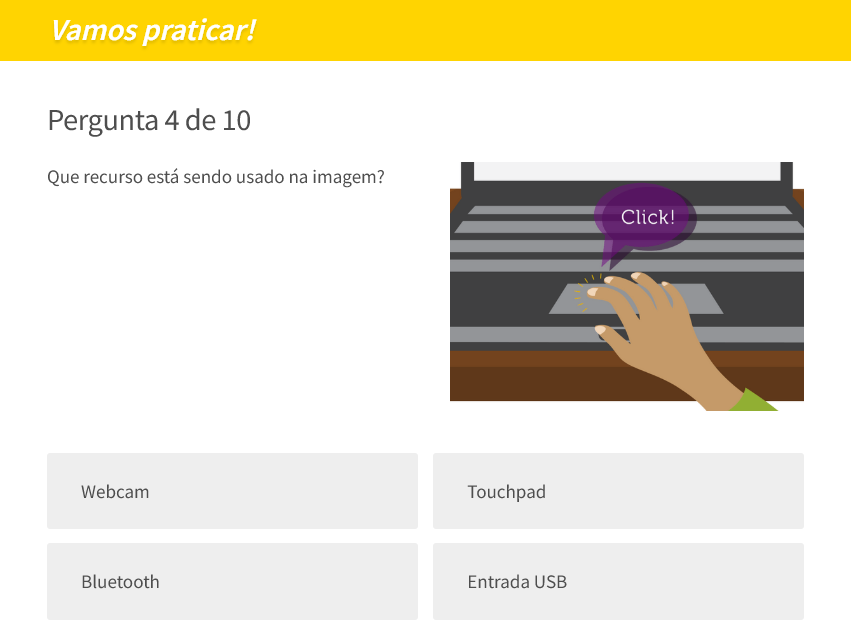 Vamos praticar!
Pergunta 4 de 10
Que recurso está sendo usado na imagem?
Click!
Webcam
Touchpad
Bluetooth
Entrada USB